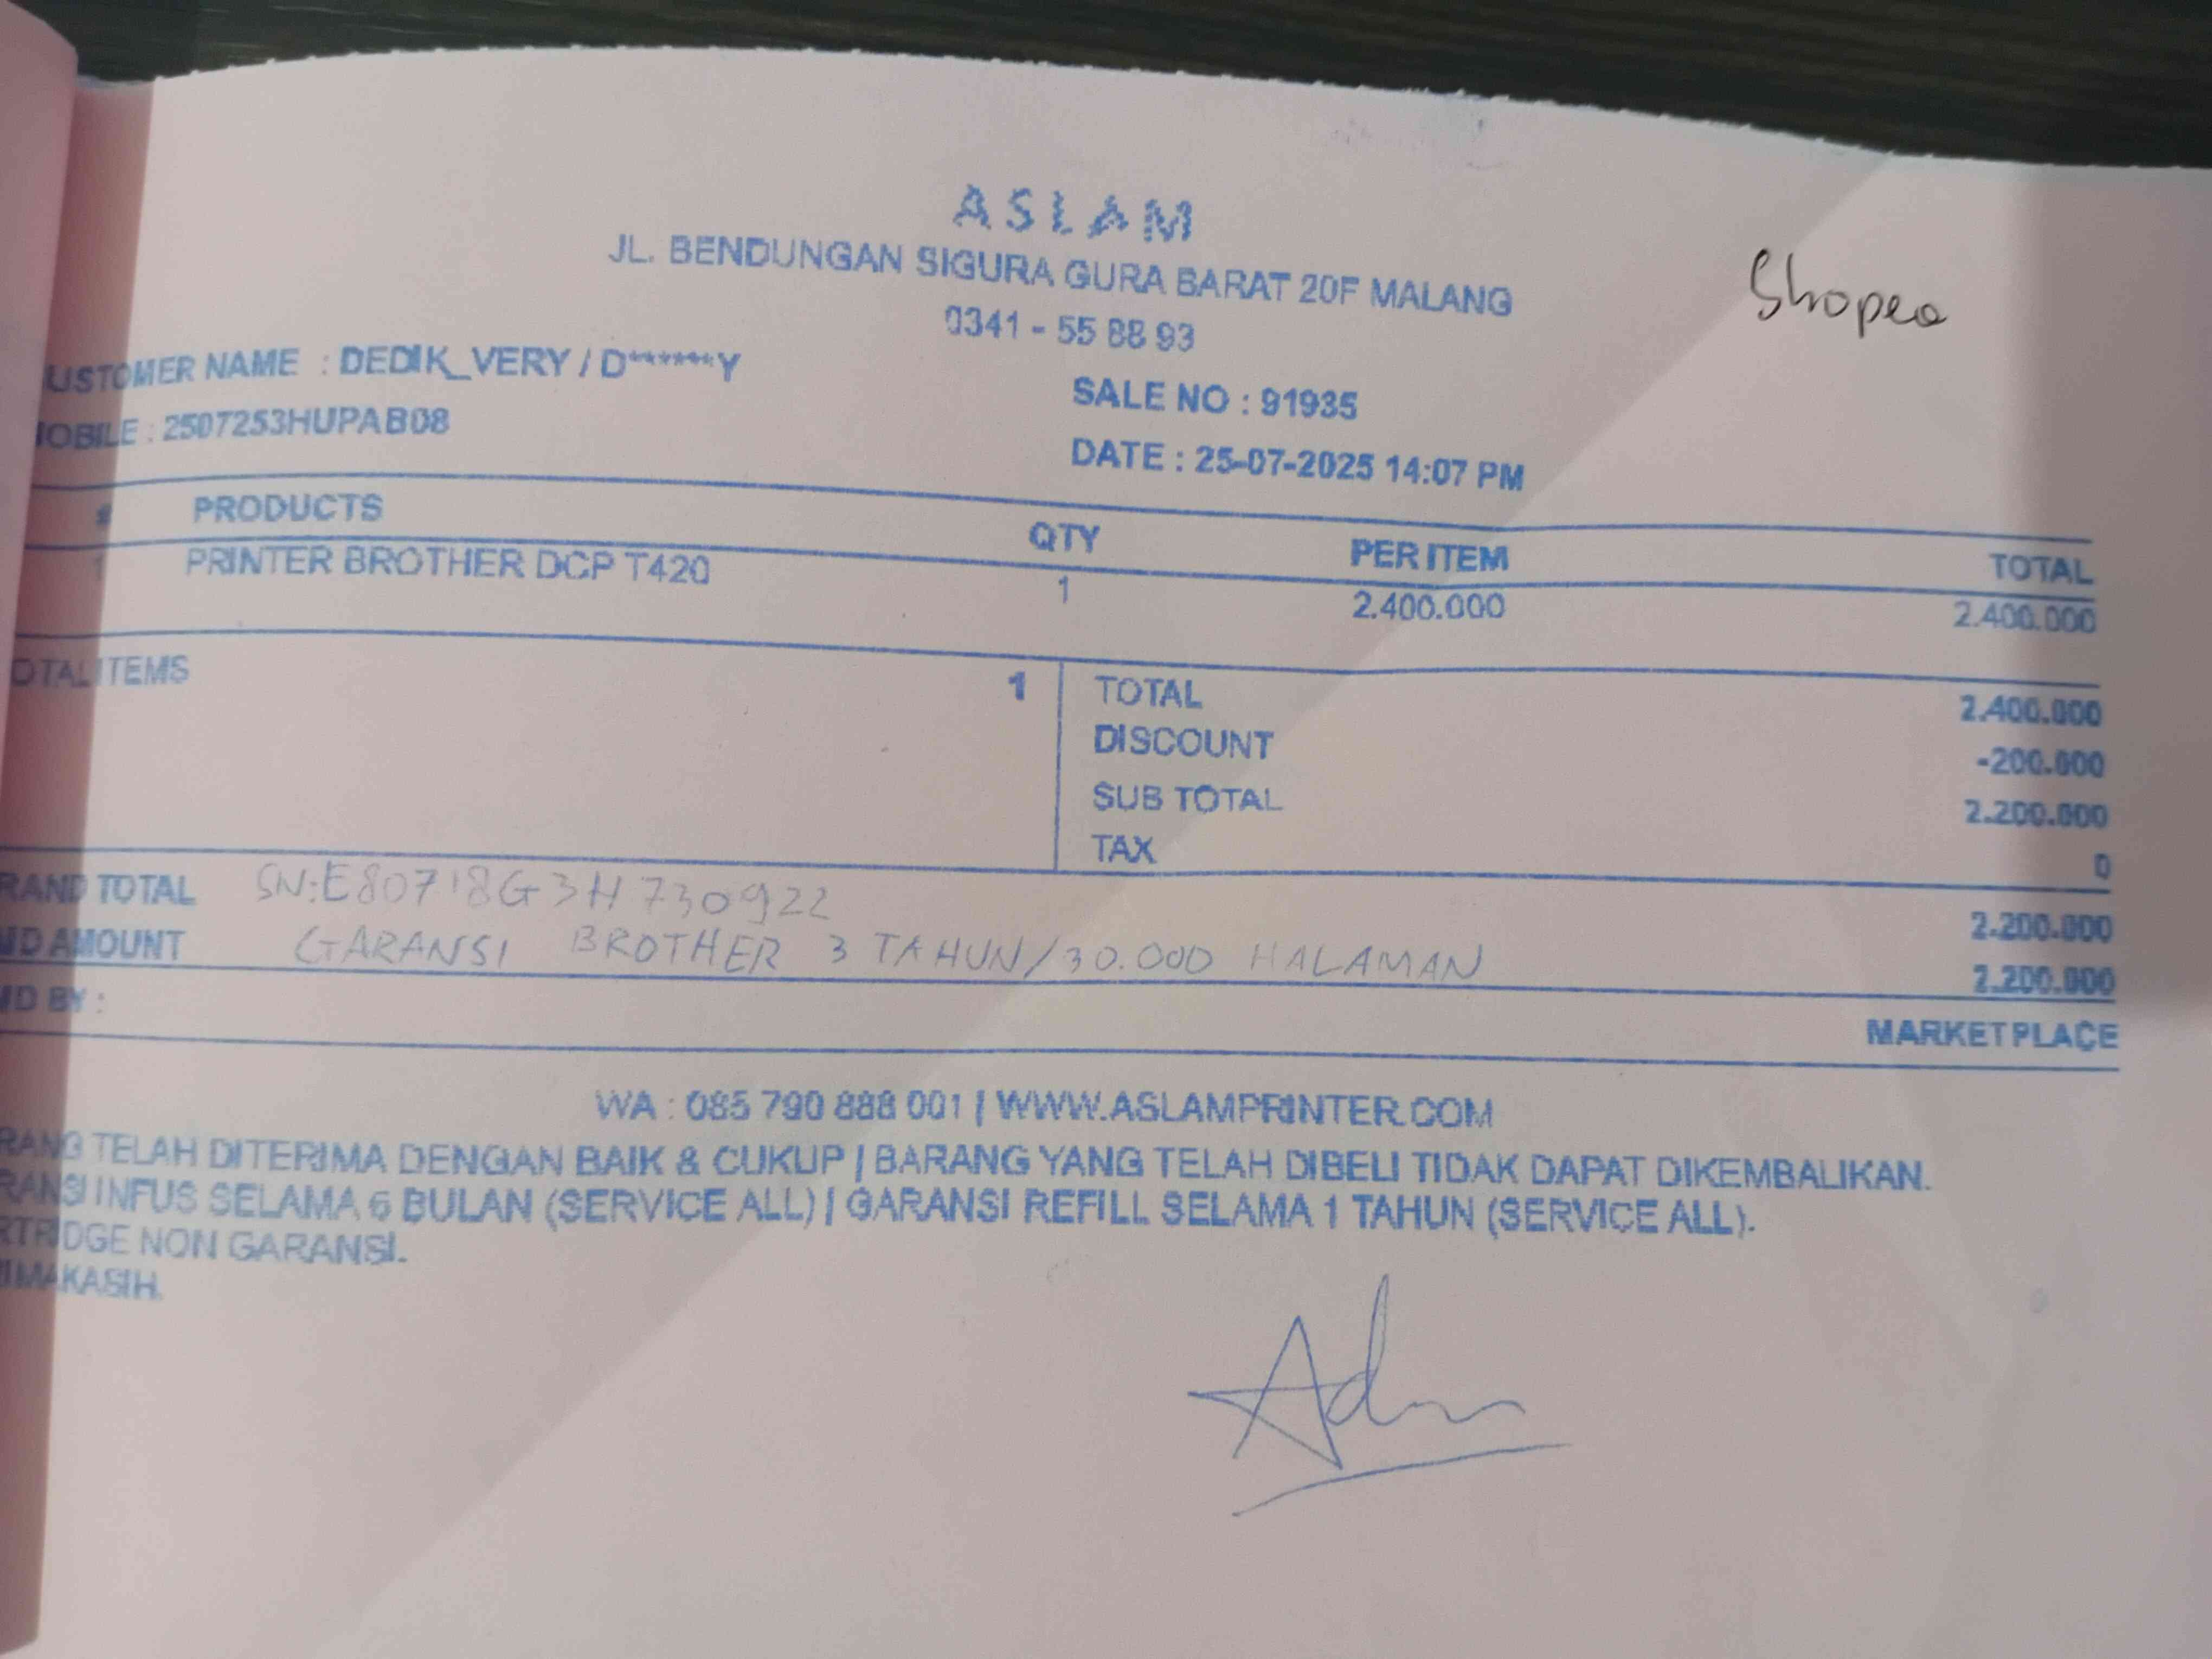 ASLAM
JL. BENDUNGAN SIGURA GURA BARAT 20F MALANG
0341 - 55 88 93
Shopee
USTOMER NAME : DEDIK_VERY / D******Y
OBILE : 2507253HUPAB08
SALE NO : 91935
DATE : 25-07-2025 14:07 PM
# PRODUCTS QTY PER ITEM TOTAL
1 PRINTER BROTHER DCP T420 1 2.400.000 2.400.000
OTAL ITEMS 1
TOTAL 2.400.000
DISCOUNT -200.000
SUB TOTAL 2.200.000
TAX 0
RAND TOTAL SN:E80718G3H730922 2.200.000
ID AMOUNT GARANSI BROTHER 3 TAHUN/30.000 HALAMAN 2.200.000
ID BY : MARKETPLACE
WA : 085 790 888 001 | WWW.ASLAMPRINTER.COM
RANG TELAH DITERIMA DENGAN BAIK & CUKUP | BARANG YANG TELAH DIBELI TIDAK DAPAT DIKEMBALIKAN.
RANSI INFUS SELAMA 6 BULAN (SERVICE ALL) | GARANSI REFILL SELAMA 1 TAHUN (SERVICE ALL).
RTRIDGE NON GARANSI.
RIMAKASIH.